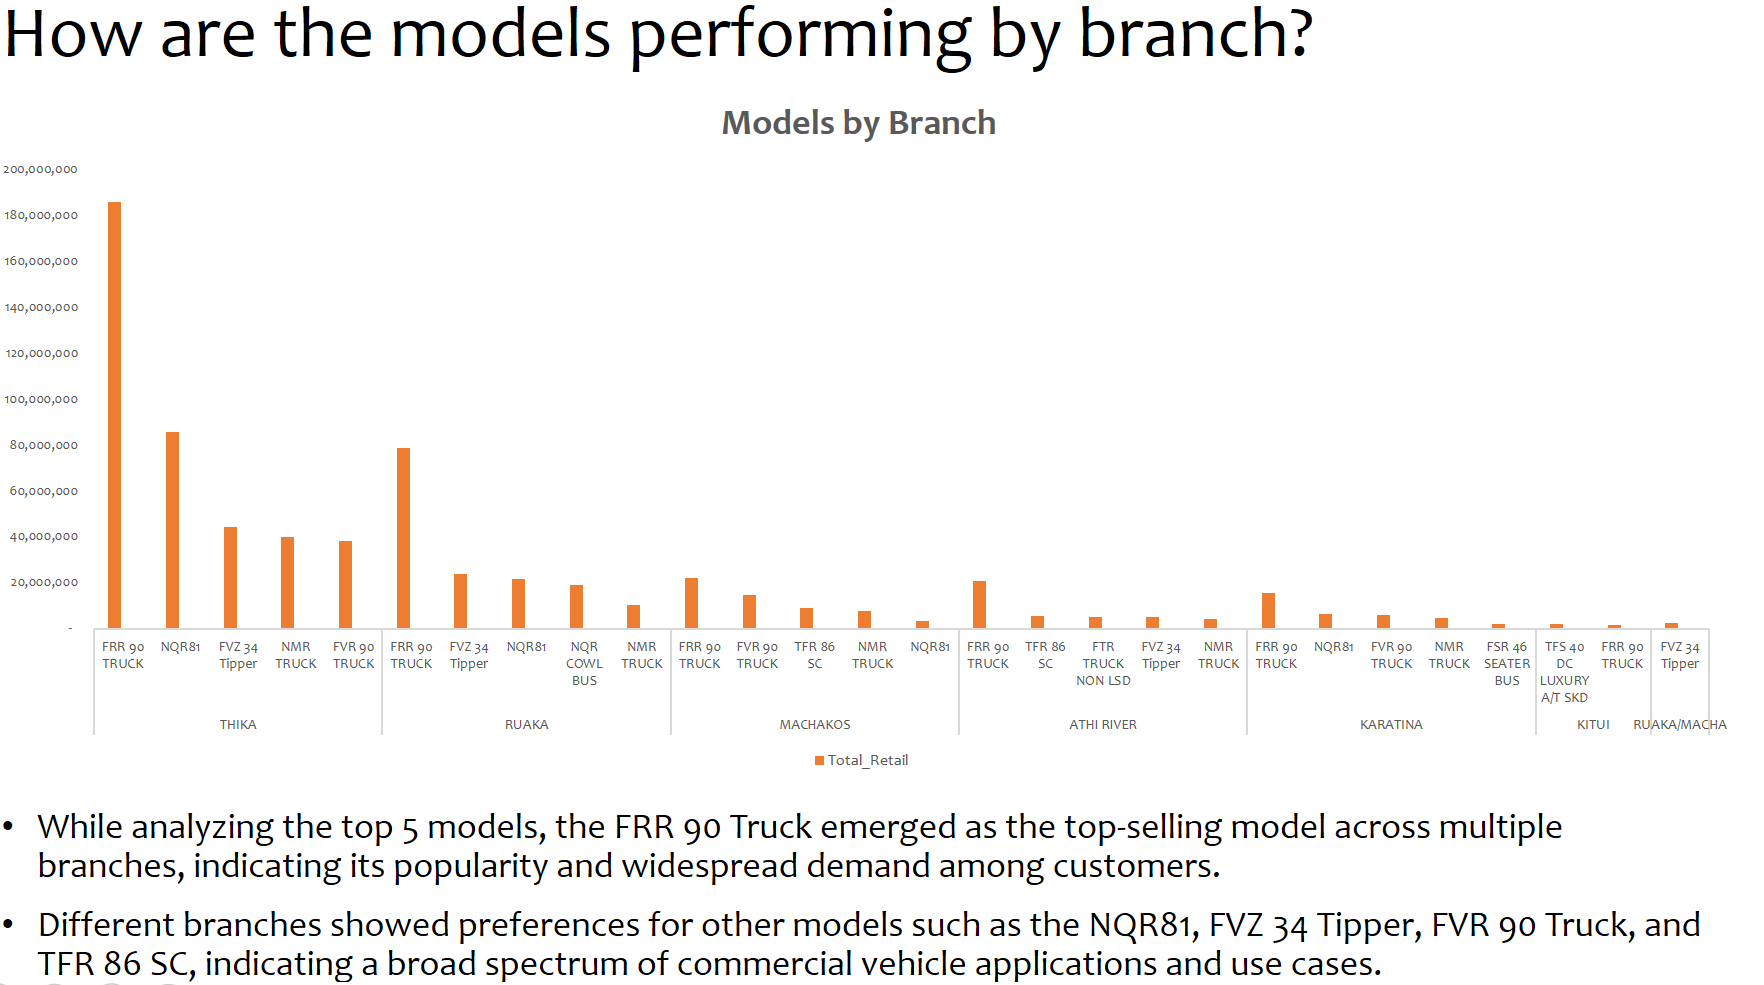 How are the models performing by branch?
Models by Branch
200,000,000
180,000,000
160,000,000
140,000,000
120,000,000
100,000,000
80,000,000
60,000,000
40,000,000
20,000,000
-
FRR 90
TRUCK
NQR81
FVZ 34
Tipper
NMR
TRUCK
FVR 90
TRUCK
FRR 90
TRUCK
FVZ 34
Tipper
NQR81
NQR
COWL
BUS
NMR
TRUCK
FRR 90
TRUCK
FVR 90
TRUCK
TFR 86
SC
NMR
TRUCK
NQR81
FRR 90
TRUCK
TFR 86
SC
FTR
TRUCK
NON LSD
FVZ 34
Tipper
NMR
TRUCK
FRR 90
TRUCK
NQR81
FVR 90
TRUCK
NMR
TRUCK
FSR 46
SEATER
BUS
TFS 40
DC
LUXURY
A/T SKD
FRR 90
TRUCK
FVZ 34
Tipper
THIKA
RUAKA
MACHAKOS
ATHI RIVER
KARATINA
KITUI
RUAKA/MACHA
Total_Retail
• While analyzing the top 5 models, the FRR 90 Truck emerged as the top-selling model across multiple
branches, indicating its popularity and widespread demand among customers.
• Different branches showed preferences for other models such as the NQR81, FVZ 34 Tipper, FVR 90 Truck, and
TFR 86 SC, indicating a broad spectrum of commercial vehicle applications and use cases.